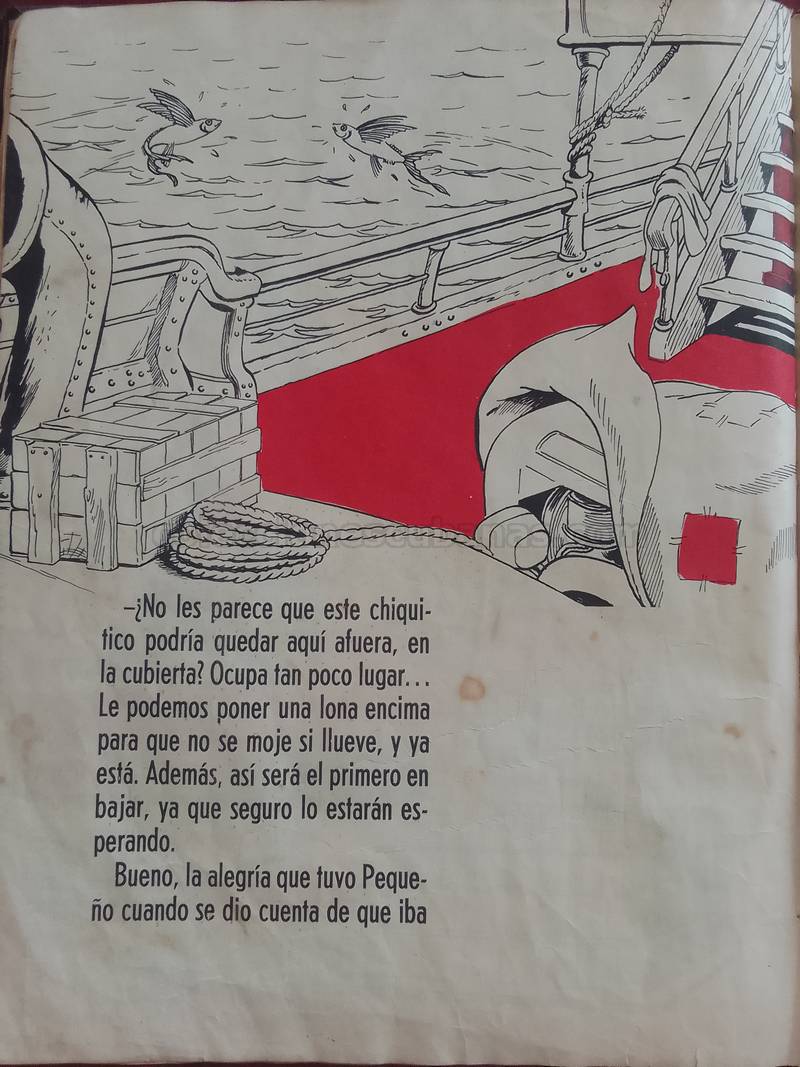 –¿No les parece que este chiqui-
tico podría quedar aquí afuera, en
la cubierta? Ocupa tan poco lugar...
Le podemos poner una lona encima
para que no se moje si llueve, y ya
está. Además, así será el primero en
bajar, ya que seguro lo estarán es-
perando.
Bueno, la alegría que tuvo Peque-
ño cuando se dio cuenta de que iba